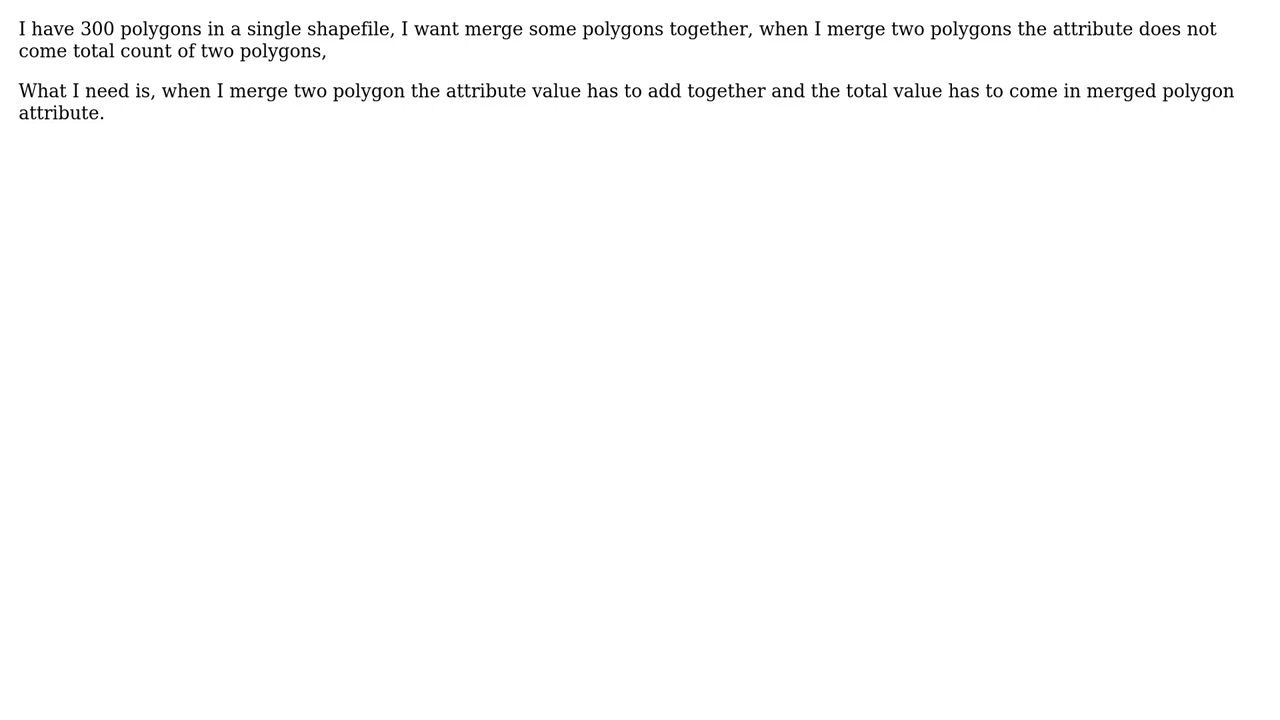 I have 300 polygons in a single shapefile, I want merge some polygons together, when I merge two polygons the attribute does not
come total count of two polygons,
What I need is, when I merge two polygon the attribute value has to add together and the total value has to come in merged polygon
attribute.